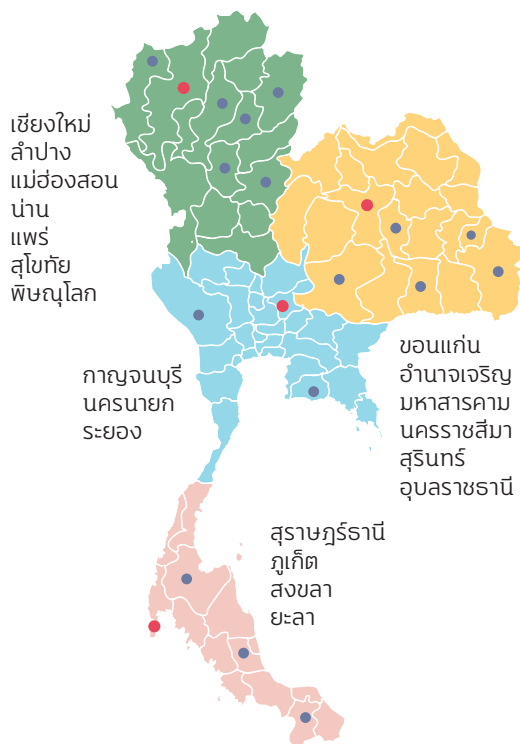 เชียงใหม่
ลำปาง
แม่ฮ่องสอน
น่าน
แพร่
สุโขทัย
พิษณุโลก
กาญจนบุรี
นครนายก
ระยอง
ขอนแก่น
อำนาจเจริญ
มหาสารคาม
นครราชสีมา
สุรินทร์
อุบลราชธานี
สุราษฎร์ธานี
ภูเก็ต
สงขลา
ยะลา